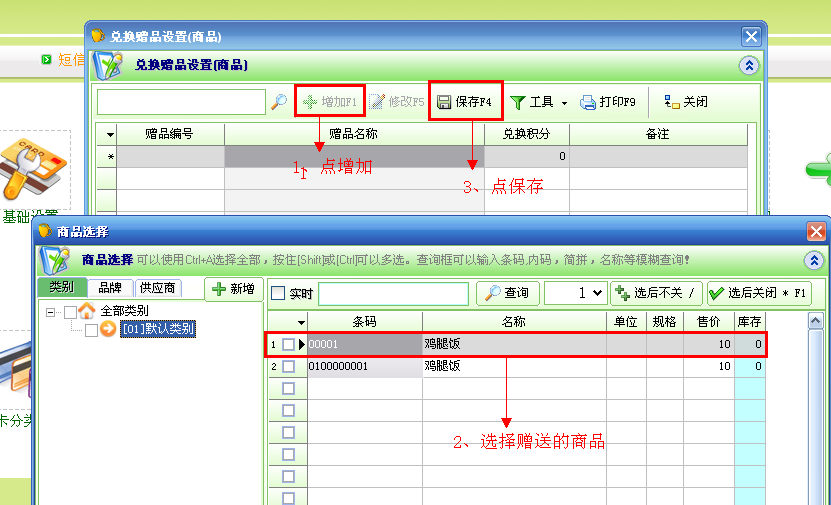 兑换赠品设置(商品)
短信
兑换赠品设置(商品)
增加F1 修改F5 保存F4 工具 打印F9 关闭
赠品编号 赠品名称 兑换积分 备注
* 0
1、点增加
3、点保存
基础设置
商品选择
商品选择 可以使用Ctrl+A选择全部，按住[Shift]或[Ctrl]可以多选。查询框可以输入条码,内码，简拼，名称等模糊查询!
类别 品牌 供应商 新增 实时 查询 1 选后不关 / 选后关闭 * F1
全部类别
[01]默认类别
条码 名称 单位 规格 售价 库存
1 00001 鸡腿饭 10 0
2 0100000001 鸡腿饭 10 0
卡分类
2、选择赠送的商品